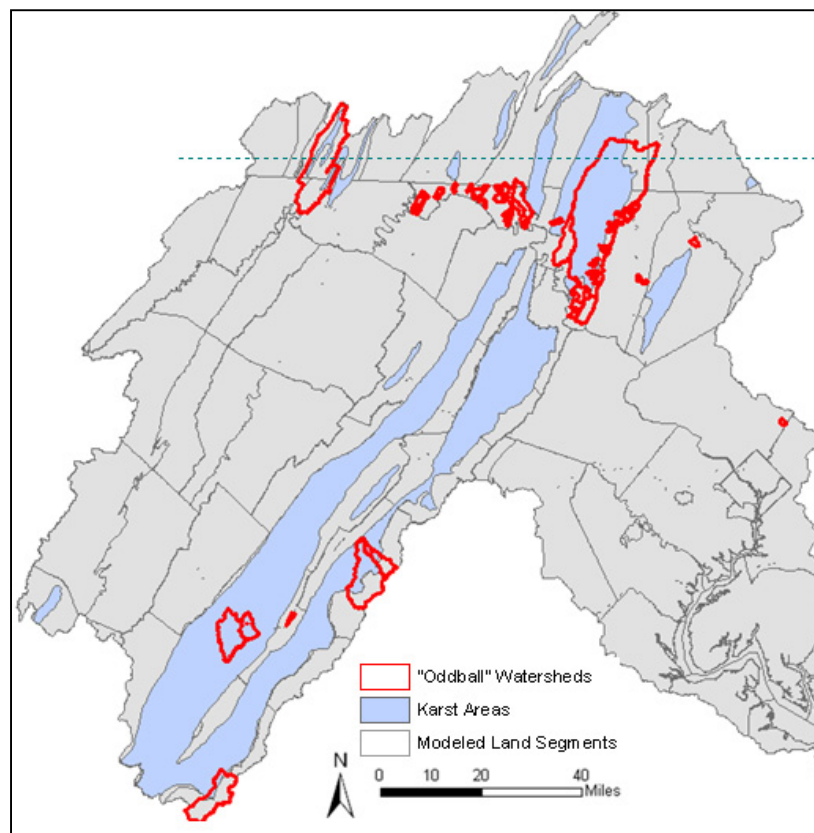 "Oddball" Watersheds
Karst Areas
Modeled Land Segments
N
0 10 20 40
Miles